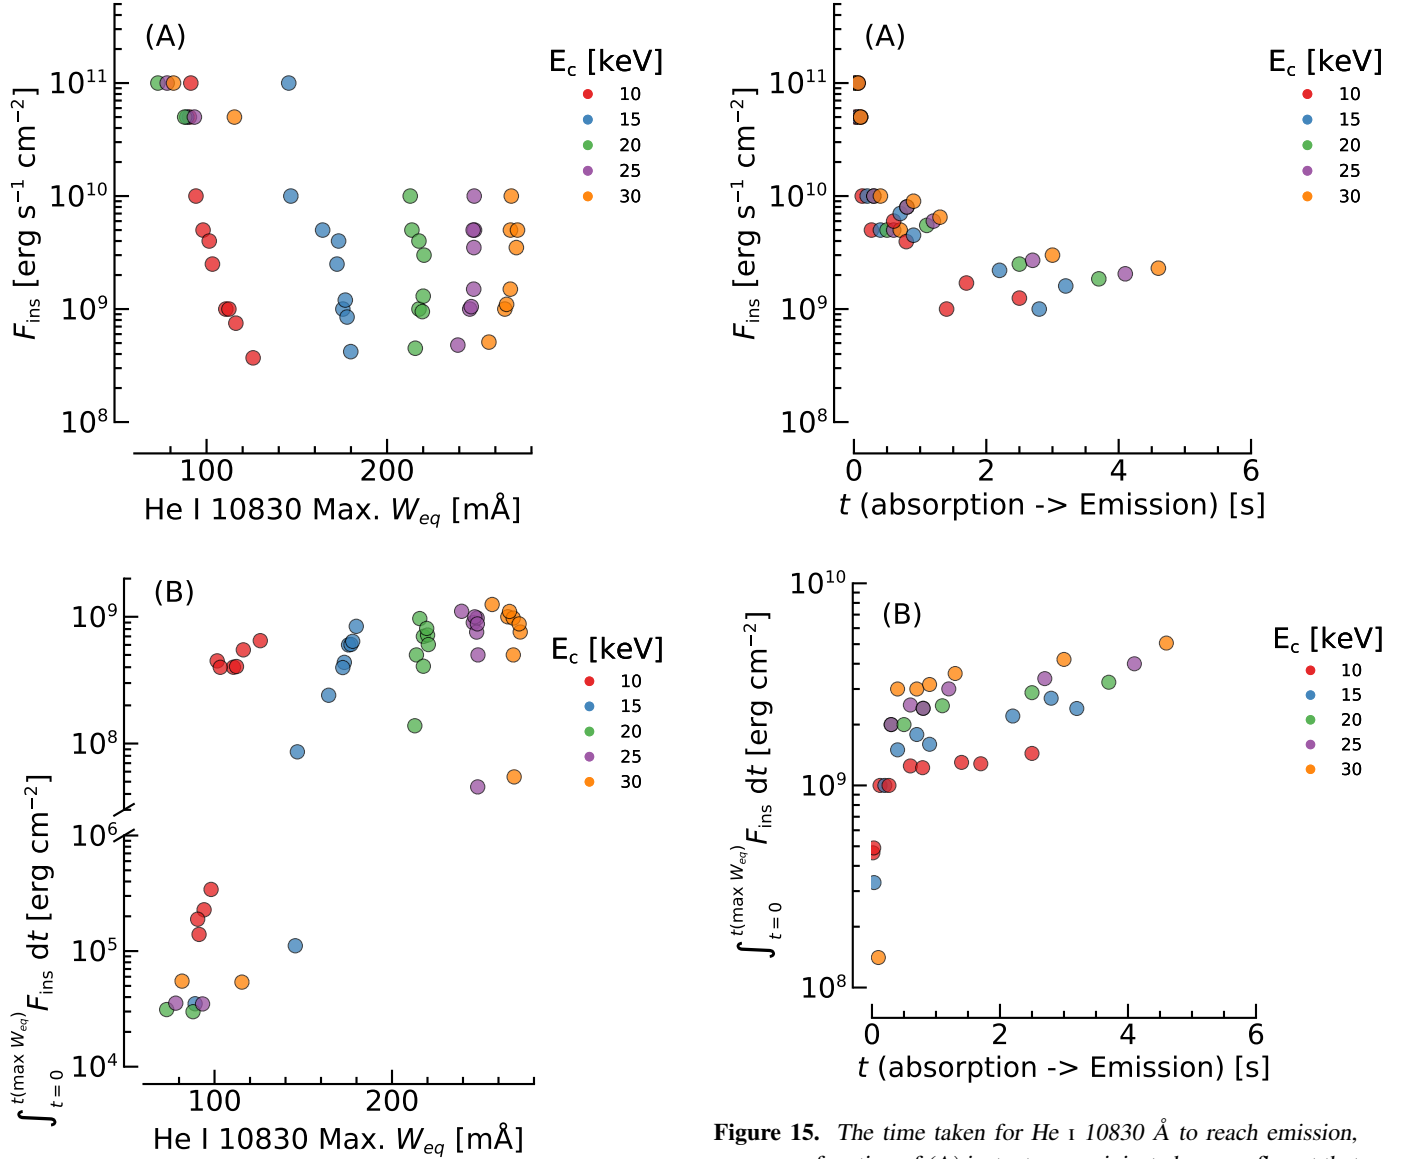 (A)
E_c [keV]
10
15
20
25
30
10^11
10^10
10^9
10^8
F_ins [erg s^−1 cm^−2]
100 200
He I 10830 Max. W_eq [mÅ]
(B)
E_c [keV]
10
15
20
25
30
10^9
10^8
10^6
10^5
10^4
∫_{t = 0}^{t(max W_eq)} F_ins dt [erg cm^−2]
100 200
He I 10830 Max. W_eq [mÅ]
(A)
E_c [keV]
10
15
20
25
30
10^11
10^10
10^9
10^8
F_ins [erg s^−1 cm^−2]
0 2 4 6
t (absorption -> Emission) [s]
(B)
E_c [keV]
10
15
20
25
30
10^10
10^9
10^8
∫_{t = 0}^{t(max W_eq)} F_ins dt [erg cm^−2]
0 2 4 6
t (absorption -> Emission) [s]
Figure 15. The time taken for He ɪ 10830 Å to reach emission,